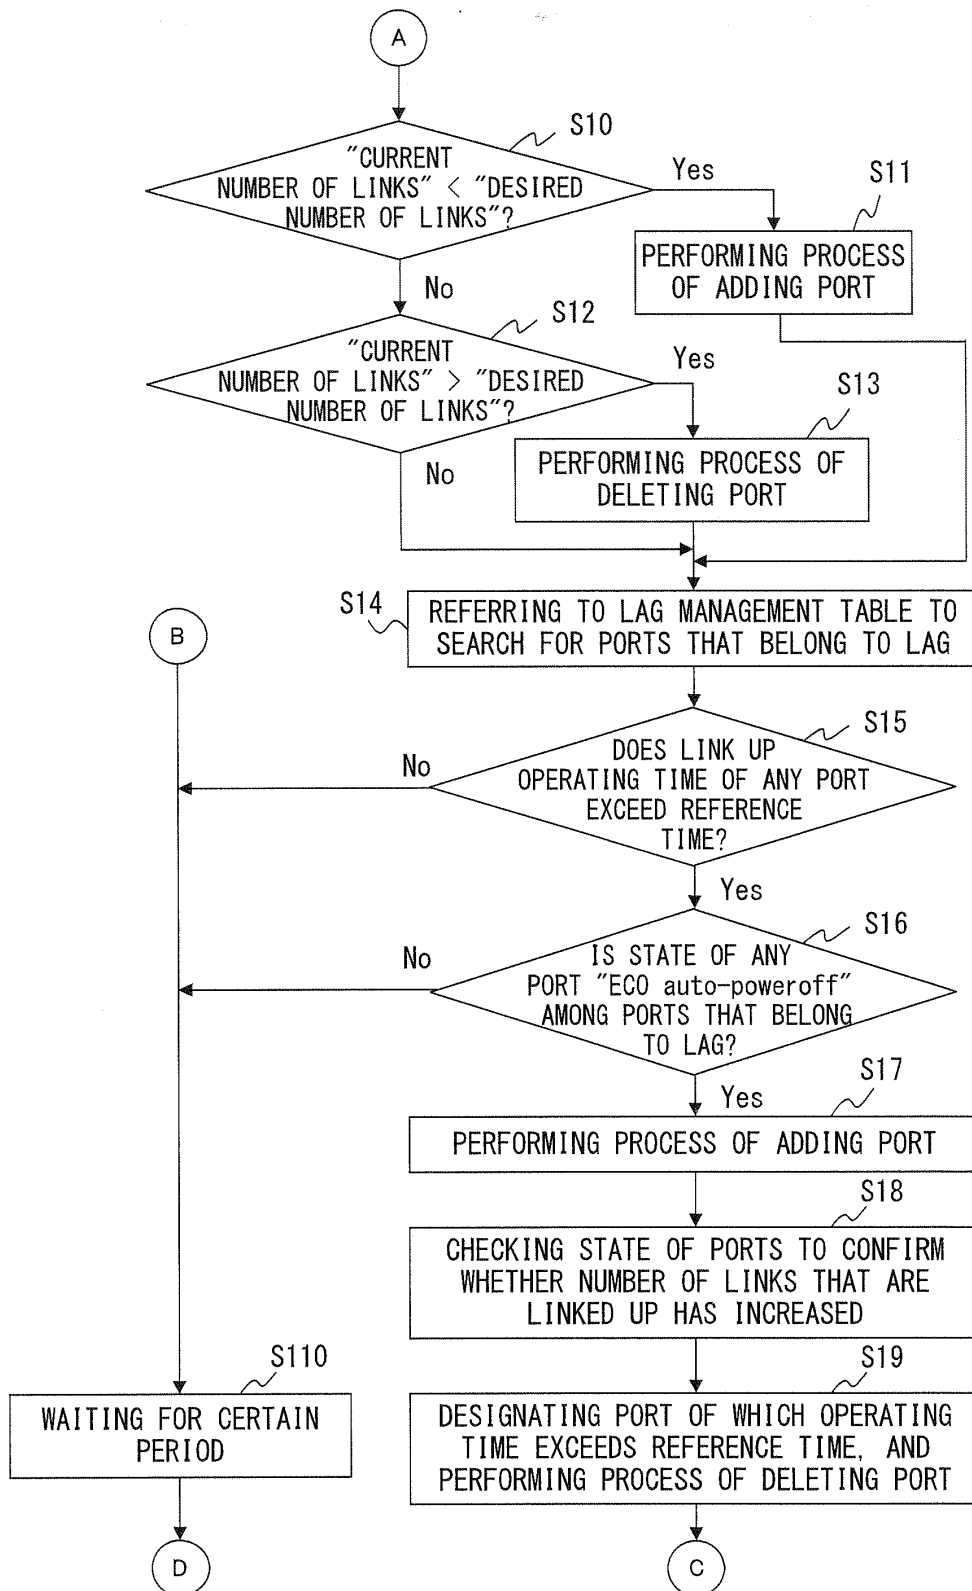 A
S10
"CURRENT
NUMBER OF LINKS" < "DESIRED
NUMBER OF LINKS"?
Yes
S11
PERFORMING PROCESS
OF ADDING PORT
No
S12
"CURRENT
NUMBER OF LINKS" > "DESIRED
NUMBER OF LINKS"?
Yes
S13
PERFORMING PROCESS OF
DELETING PORT
No
S14
REFERRING TO LAG MANAGEMENT TABLE TO
SEARCH FOR PORTS THAT BELONG TO LAG
B
S15
DOES LINK UP
OPERATING TIME OF ANY PORT
EXCEED REFERENCE
TIME?
No
Yes
S16
IS STATE OF ANY
PORT "ECO auto-poweroff"
AMONG PORTS THAT BELONG
TO LAG?
No
Yes
S17
PERFORMING PROCESS OF ADDING PORT
S18
CHECKING STATE OF PORTS TO CONFIRM
WHETHER NUMBER OF LINKS THAT ARE
LINKED UP HAS INCREASED
S19
DESIGNATING PORT OF WHICH OPERATING
TIME EXCEEDS REFERENCE TIME, AND
PERFORMING PROCESS OF DELETING PORT
S110
WAITING FOR CERTAIN
PERIOD
D
C